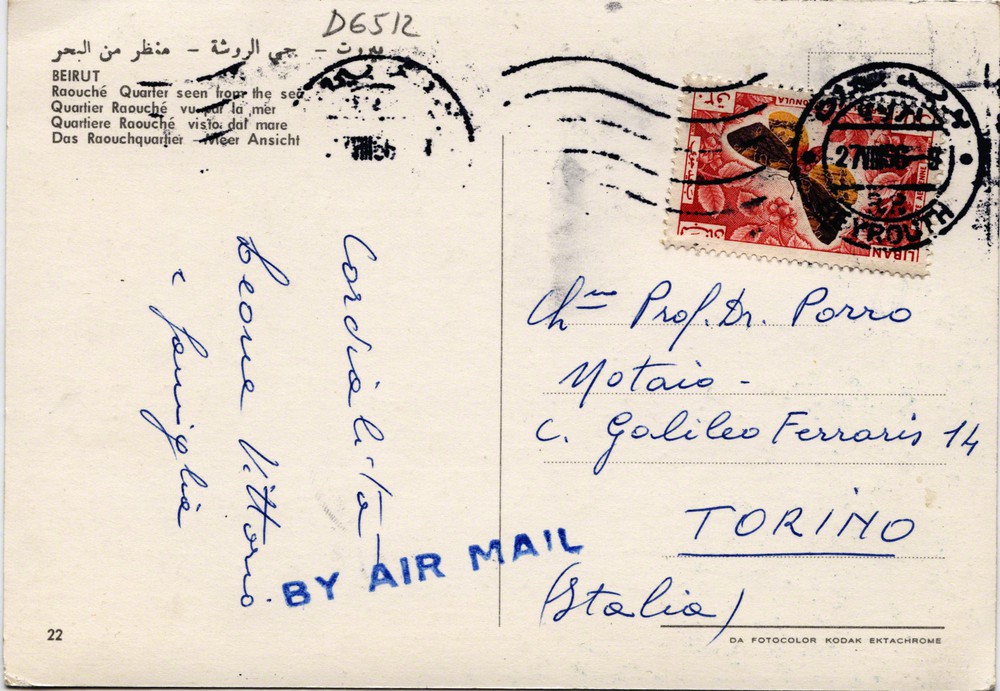 D6512
بيروت - حي الروشة - منظر من البحر
BEIRUT
Raouché Quarter seen from the sea
Quartier Raouché vu par la mer
Quartiere Raouché visto dal mare
Das Raouchquartier - Meer Ansicht
LIBAN
BEYROUTH
Cordialità
Leone Vittorio
e famiglia
BY AIR MAIL
Ch.mo Prof. Dr. Porro
Notaio -
C. Galileo Ferraris 14
TORINO
(Italia)
22
DA FOTOCOLOR KODAK EKTACHROME